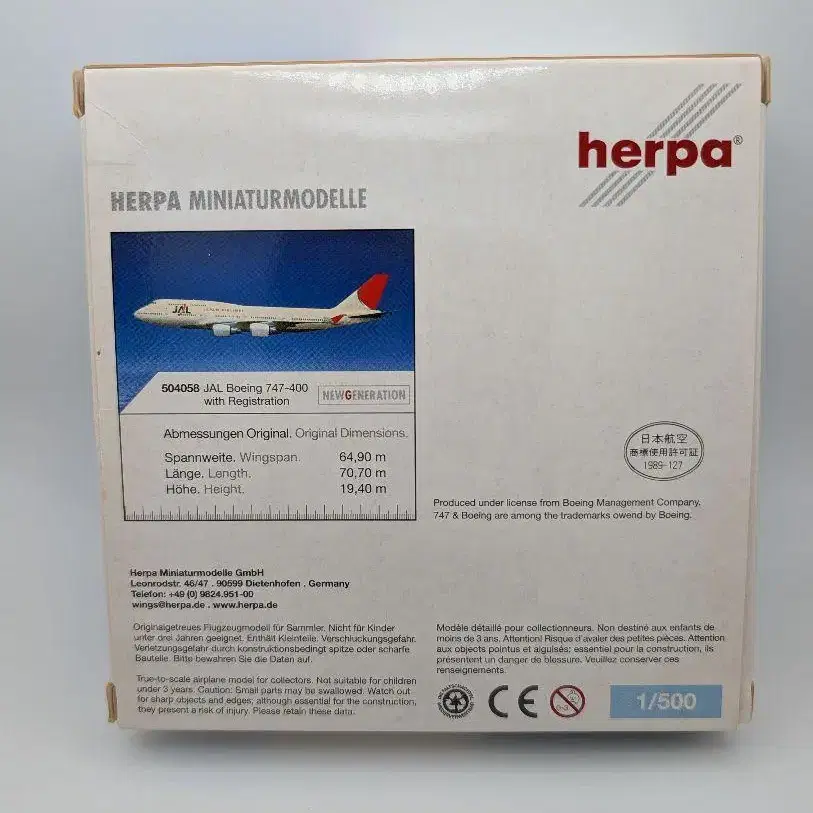 herpa®
HERPA MINIATURMODELLE
JAL JAPAN AIRLINES
504058 JAL Boeing 747-400
with Registration
NEWGENERATION
Abmessungen Original. Original Dimensions.
Spannweite. Wingspan. 64,90 m
Länge. Length. 70,70 m
Höhe. Height. 19,40 m
日本航空
商標使用許可証
1989-127
Produced under license from Boeing Management Company.
747 & Boeing are among the trademarks owend by Boeing.
Herpa Miniaturmodelle GmbH
Leonrodstr. 46/47 . 90599 Dietenhofen . Germany
Telefon: +49 (0) 9824.951-00
wings@herpa.de . www.herpa.de
Originalgetreues Flugzeugmodell für Sammler. Nicht für Kinder
unter drei Jahren geeignet. Enthält Kleinteile. Verschluckungsgefahr.
Verletzungsgefahr durch konstruktionsbedingt spitze oder scharfe
Bauteile. Bitte bewahren Sie die Daten auf.
True-to-scale airplane model for collectors. Not suitable for children
under 3 years. Caution: Small parts may be swallowed. Watch out
for sharp objects and edges; although essential for the construction,
they present a risk of injury. Please retain these data.
Modèle détaillé pour collectionneurs. Non destiné aux enfants de
moins de 3 ans. Attention! Risque d'avaler des petites pièces. Attention
aux objects pointus et aiguisés: essentiel pour la construction, ils
présentent un danger de blessure. Veuillez conserver ces
renseignements.
CE
0-3
1/500